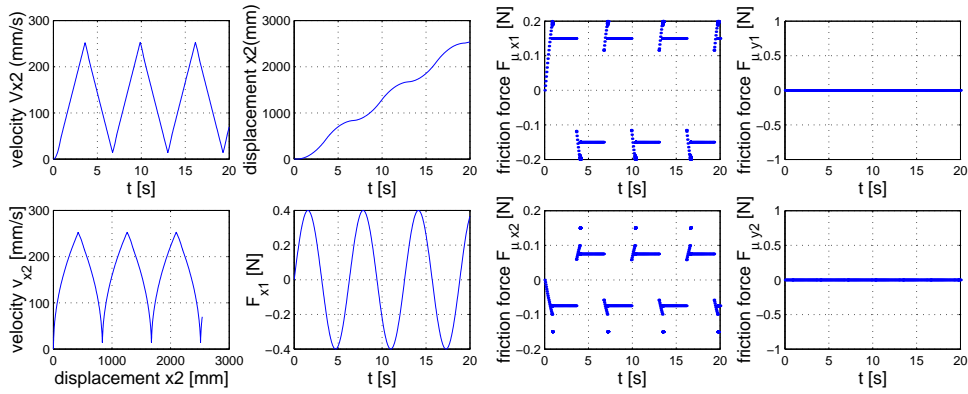 velocity Vx2 (mm/s)
300
200
100
0
0 5 10 15 20
t [s]
displacement x2(mm)
3000
2000
1000
0
0 5 10 15 20
t [s]
friction force F μ x1 [N]
0.2
0.1
0
−0.1
−0.2
0 5 10 15 20
t [s]
friction force F μ y1 [N]
1
0.5
0
−0.5
−1
0 5 10 15 20
t [s]
velocity v x2 [mm/s]
300
200
100
0
0 1000 2000 3000
displacement x2 [mm]
F x1 [N]
0.4
0.2
0
−0.2
−0.4
0 5 10 15 20
t [s]
friction force F μ x2 [N]
0.2
0.1
0
−0.1
−0.2
0 5 10 15 20
t [s]
friction force F μ y2 [N]
1
0.5
0
−0.5
−1
0 5 10 15 20
t [s]